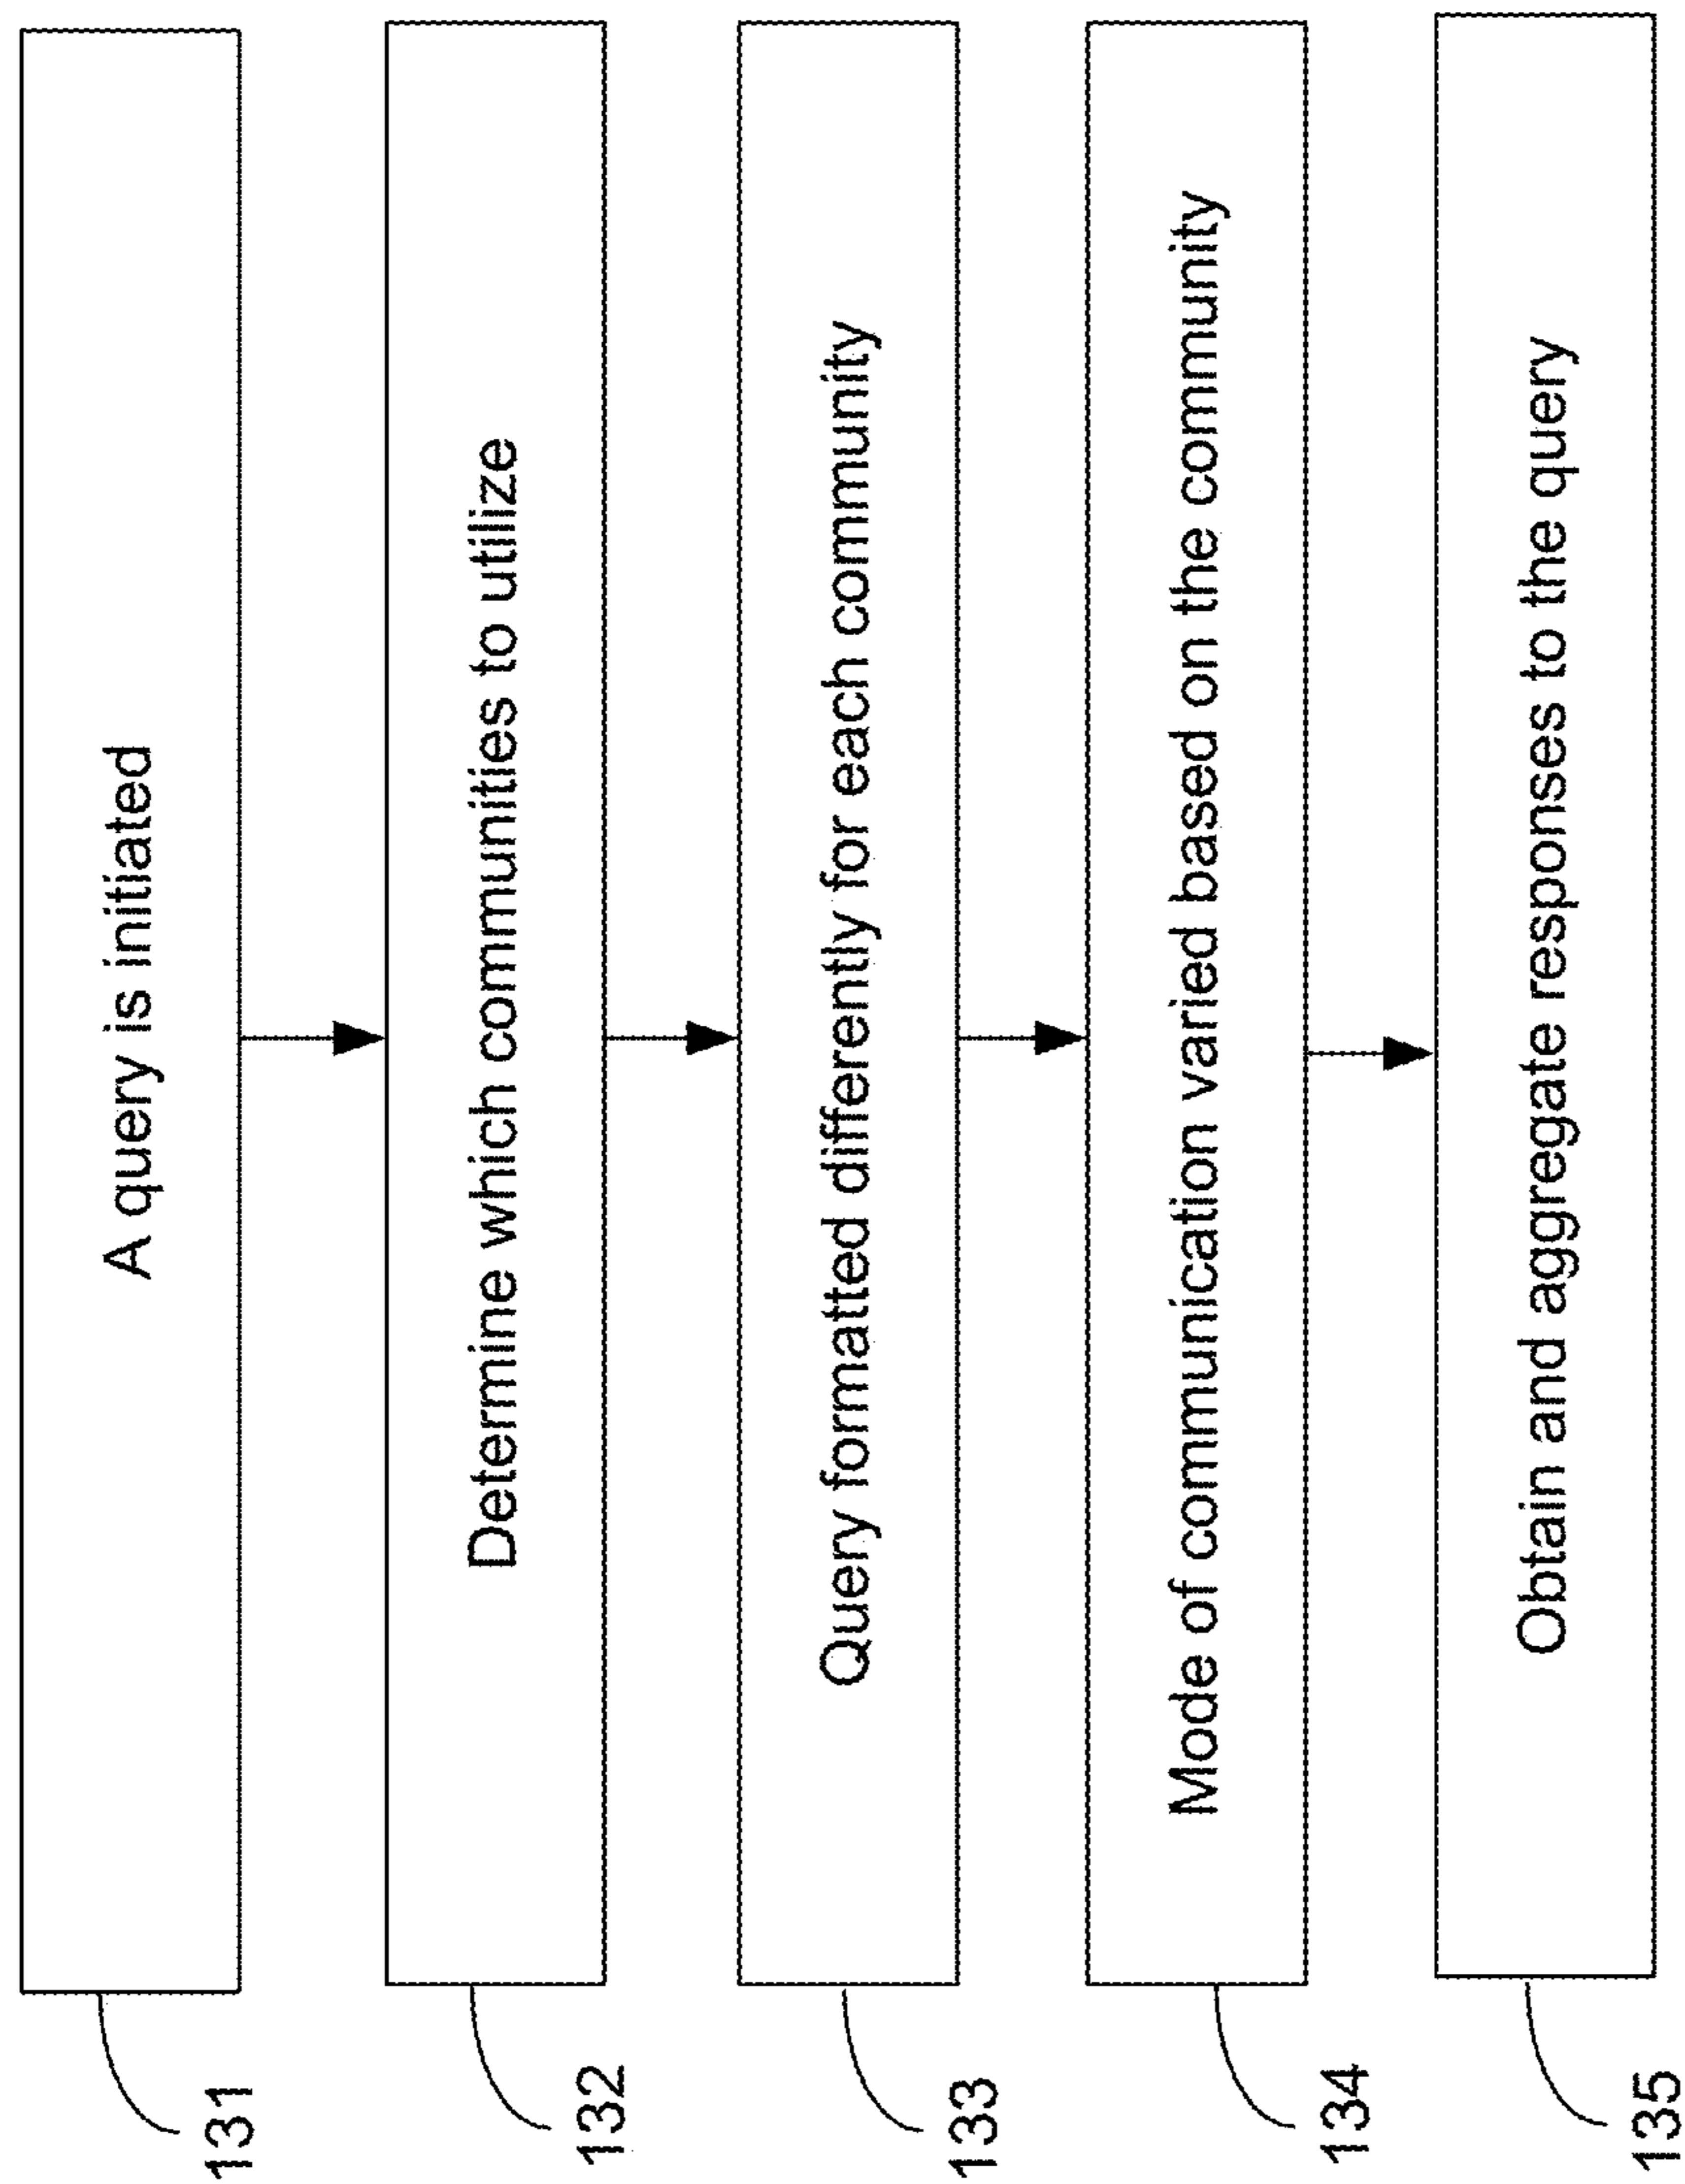 A query is initiated
131
Determine which communities to utilize
132
Query formatted differently for each community
133
Mode of communication varied based on the community
134
Obtain and aggregate responses to the query
135